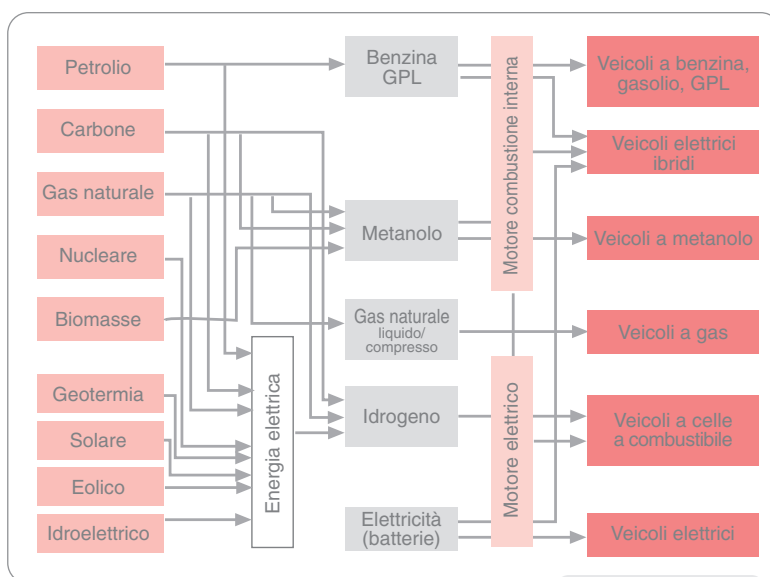 Petrolio
Carbone
Gas naturale
Nucleare
Biomasse
Geotermia
Solare
Eolico
Idroelettrico
Energia elettrica
Benzina
GPL
Metanolo
Gas naturale
liquido/
compresso
Idrogeno
Elettricità
(batterie)
Motore combustione interna
Motore elettrico
Veicoli a benzina,
gasolio, GPL
Veicoli elettrici
ibridi
Veicoli a metanolo
Veicoli a gas
Veicoli a celle
a combustibile
Veicoli elettrici